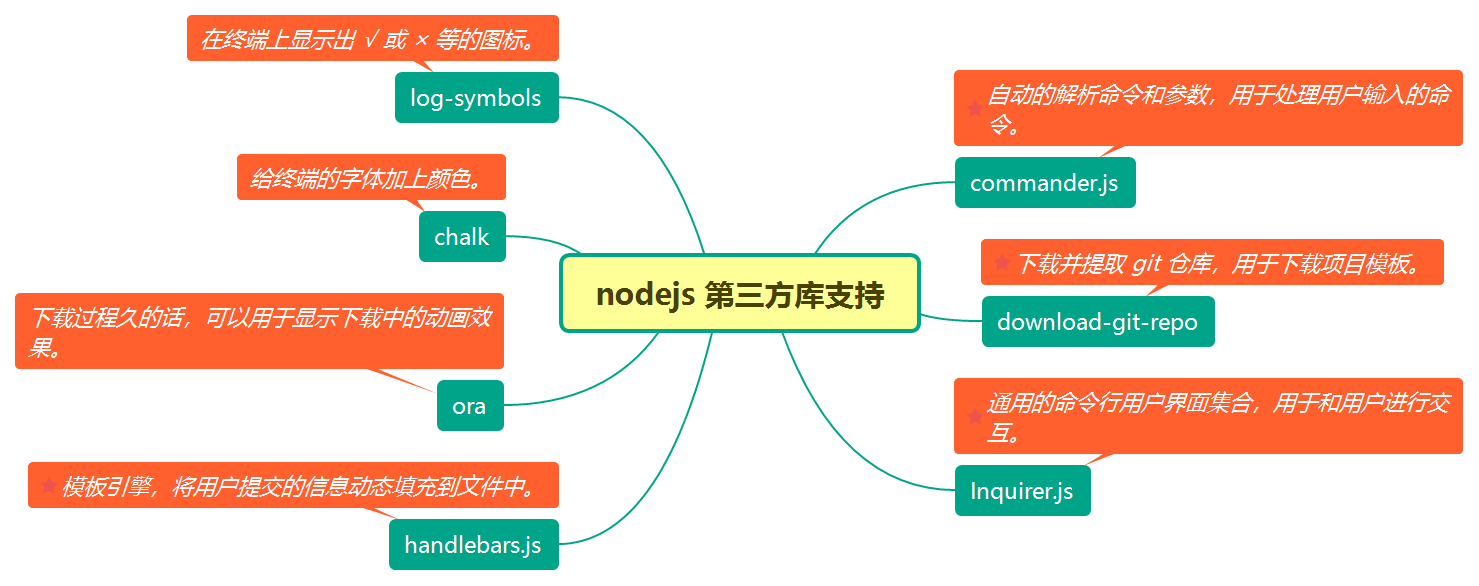 nodejs 第三方库支持
自动的解析命令和参数，用于处理用户输入的命
令。
commander.js
下载并提取 git 仓库，用于下载项目模板。
download-git-repo
通用的命令行用户界面集合，用于和用户进行交
互。
Inquirer.js
在终端上显示出 √ 或 × 等的图标。
log-symbols
给终端的字体加上颜色。
chalk
下载过程久的话，可以用于显示下载中的动画效
果。
ora
模板引擎，将用户提交的信息动态填充到文件中。
handlebars.js